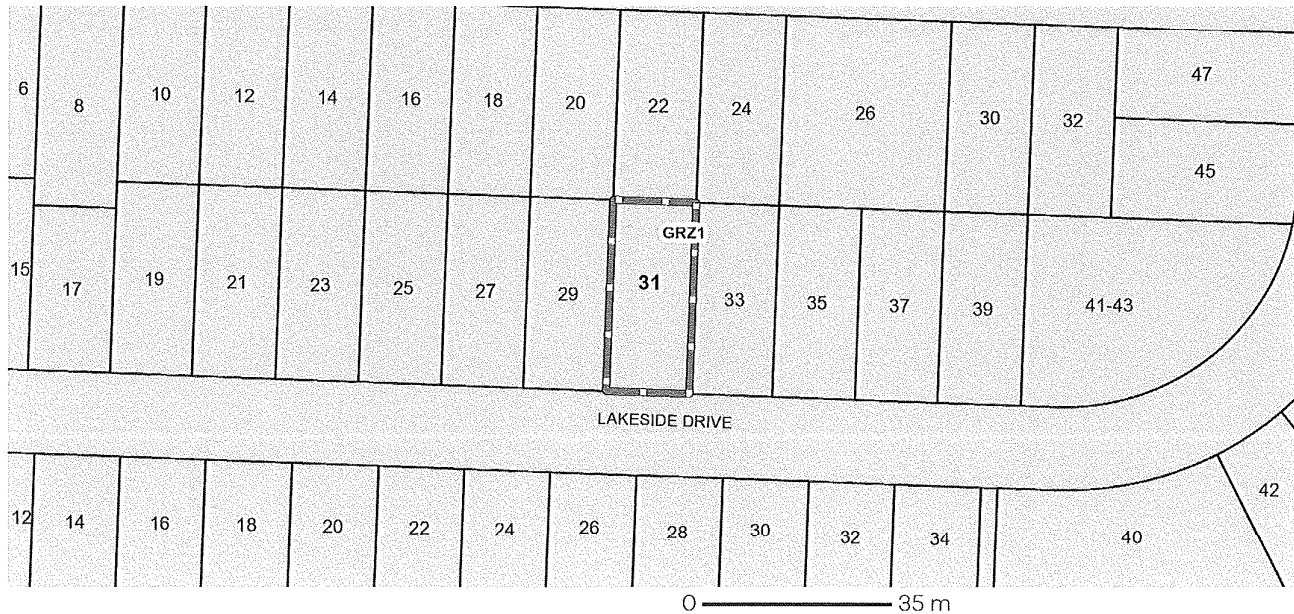 6 8 10 12 14 16 18 20 22 24 26 30 32 47
45
GRZ1
15 17 19 21 23 25 27 29 31 33 35 37 39 41-43
LAKESIDE DRIVE
12 14 16 18 20 22 24 26 28 30 32 34 40 42
0 35 m